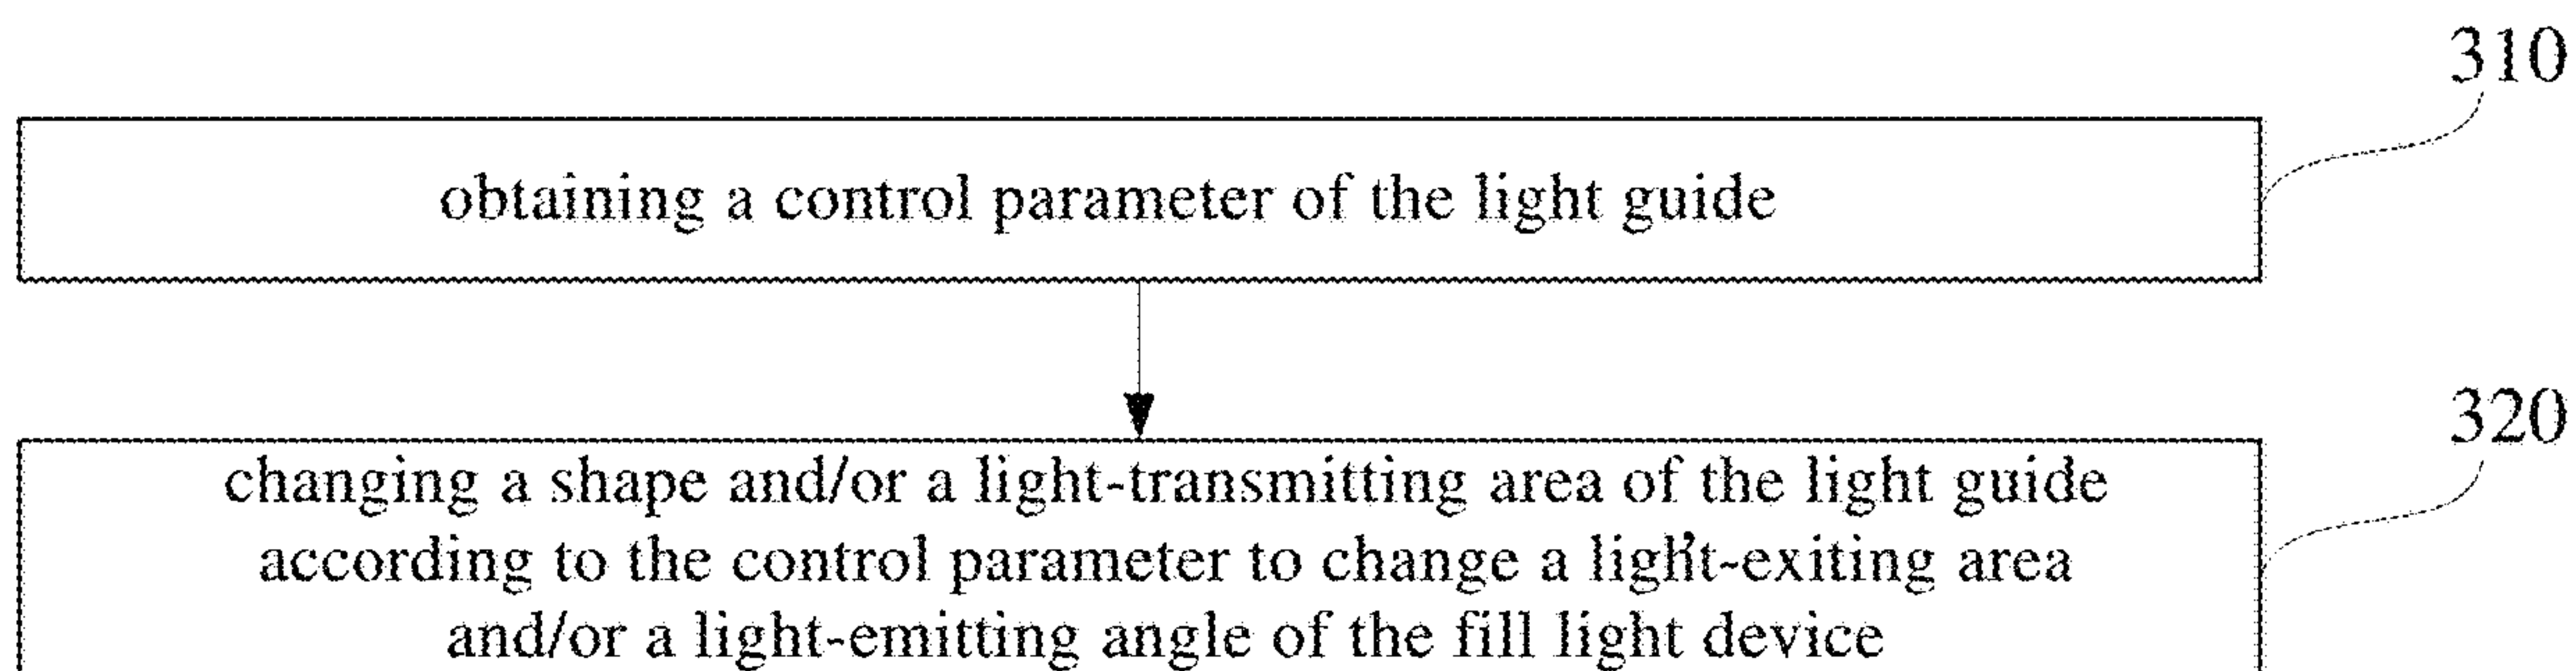 310
obtaining a control parameter of the light guide
320
changing a shape and/or a light-transmitting area of the light guide
according to the control parameter to change a light-exiting area
and/or a light-emitting angle of the fill light device